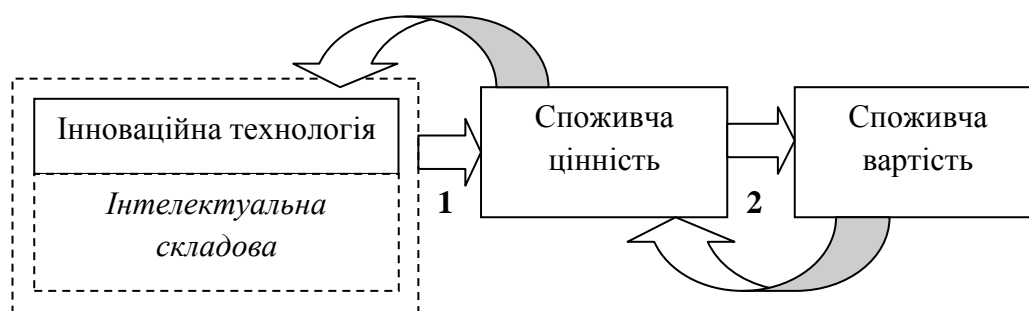 Інноваційна технологія
Інтелектуальна
складова
1
Споживча
цінність
2
Споживча
вартість